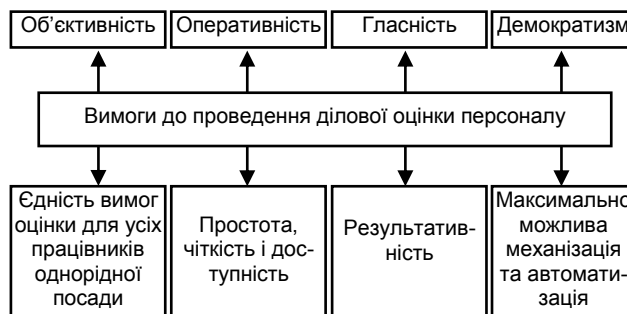 Об'єктивність
Оперативність
Гласність
Демократизм
Вимоги до проведення ділової оцінки персоналу
Єдність вимог
оцінки для усіх
працівників
однорідної
посади
Простота,
чіткість і дос-
тупність
Результатив-
ність
Максимально
можлива
механізація
та автомати-
зація